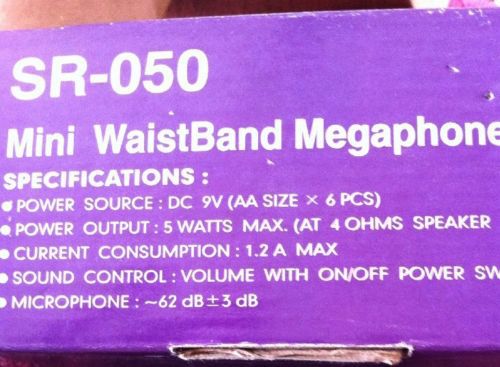 SR-050
Mini WaistBand Megaphone
SPECIFICATIONS :
• POWER SOURCE : DC 9V (AA SIZE × 6 PCS)
• POWER OUTPUT : 5 WATTS MAX. (AT 4 OHMS SPEAKER
• CURRENT CONSUMPTION : 1.2 A MAX
• SOUND CONTROL : VOLUME WITH ON/OFF POWER SW
• MICROPHONE : ~62 dB±3 dB